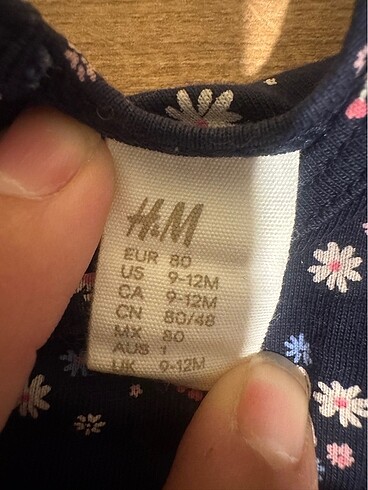 H&M
EUR 80
US 9-12M
CA 9-12M
CN 80/48
MX 80
AUS 1
UK 9-12M